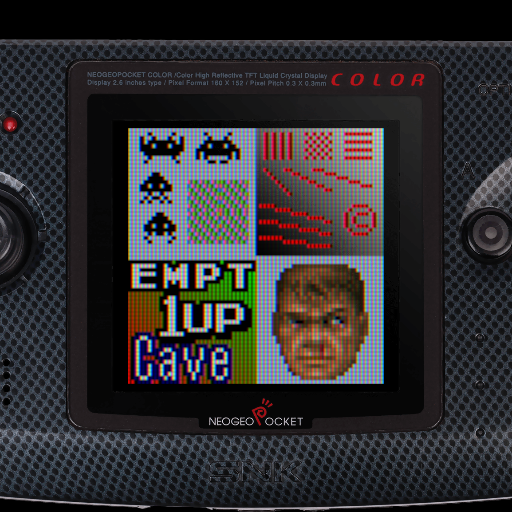 NEOGEOPOCKET COLOR /Color High Reflective TFT Liquid Crystal Display
Display 2.6 inches type / Pixel Format 160 X 152 / Pixel Pitch 0.3 X 0.3mm
COLOR
©
EMPT
1UP
Cave
NEOGEO POCKET
SNK